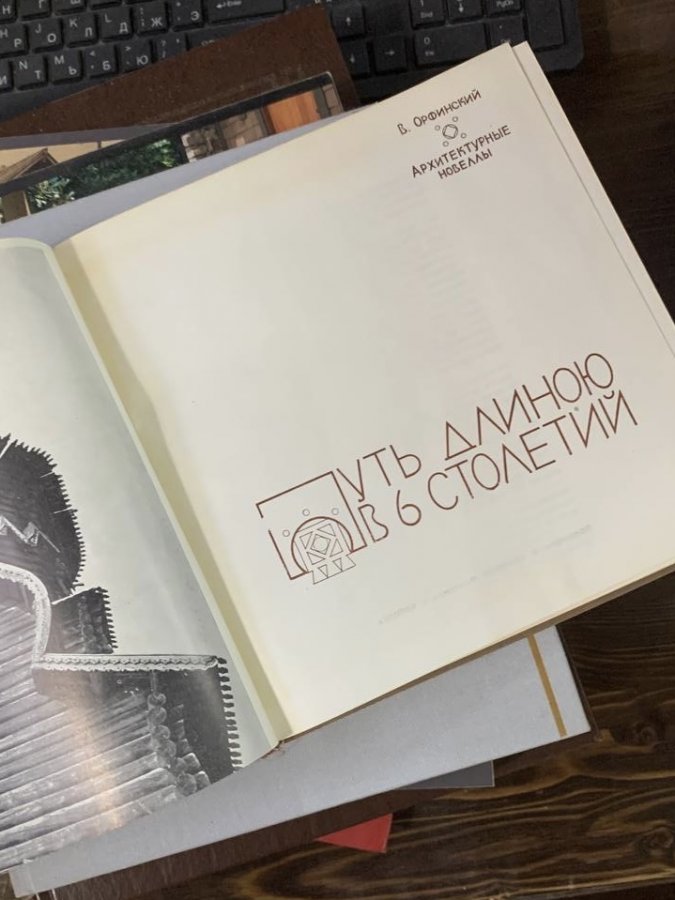 В. ОРФИНСКИЙ
АРХИТЕКТУРНЫЕ
НОВЕЛЛЫ
ПУТЬ ДЛИНОЮ
В 6 СТОЛЕТИЙ